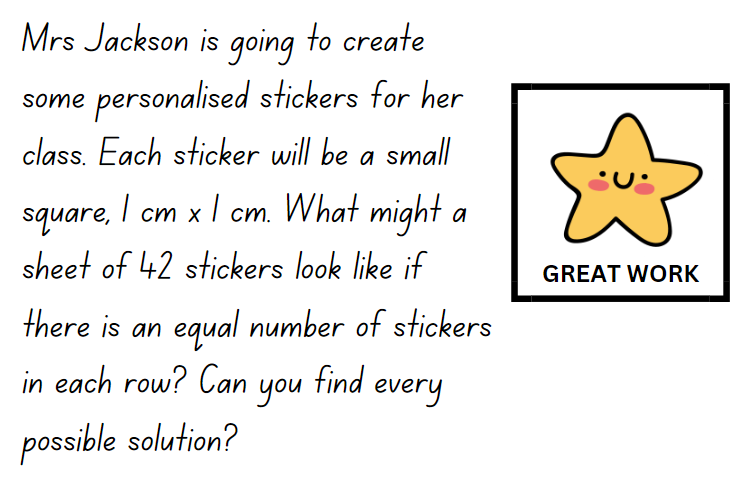 Mrs Jackson is going to create
some personalised stickers for her
class. Each sticker will be a small
square, 1 cm x 1 cm. What might a
sheet of 42 stickers look like if
there is an equal number of stickers
in each row? Can you find every
possible solution?
GREAT WORK